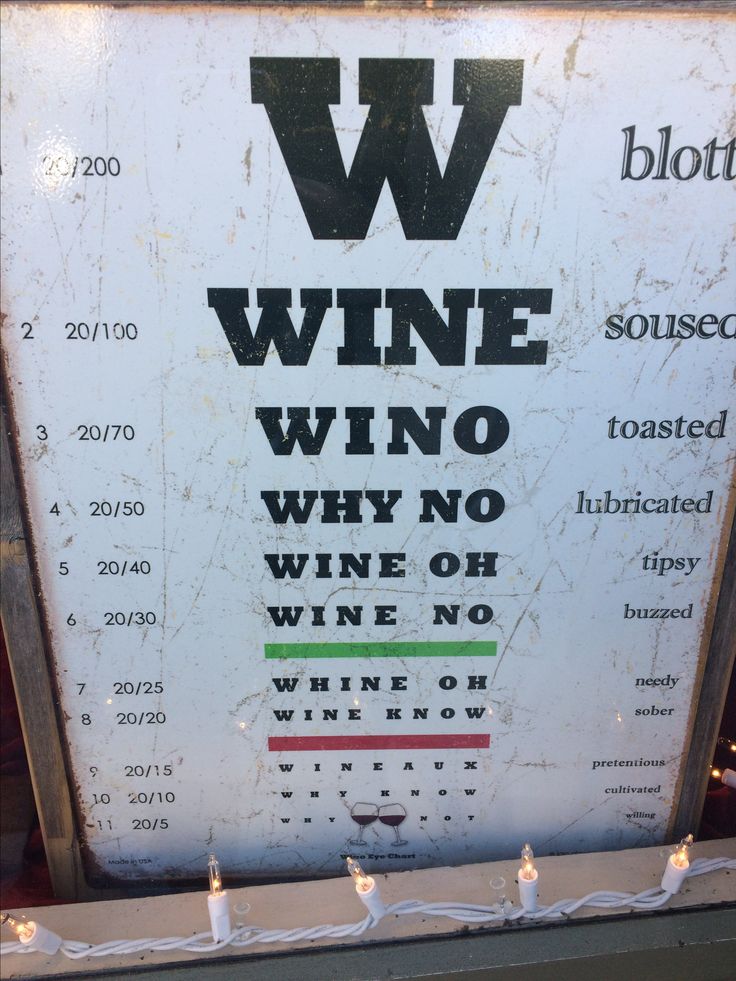 20/200 W blott
2 20/100 WINE soused
3 20/70 WINO toasted
4 20/50 WHY NO lubricated
5 20/40 WINE OH tipsy
6 20/30 WINE NO buzzed
7 20/25 WHINE OH needy
8 20/20 WINE KNOW sober
9 20/15 WINEAUX pretentious
10 20/10 WHY KNOW cultivated
11 20/5 WHY NOT willing
Made in USA
Wino Eye Chart